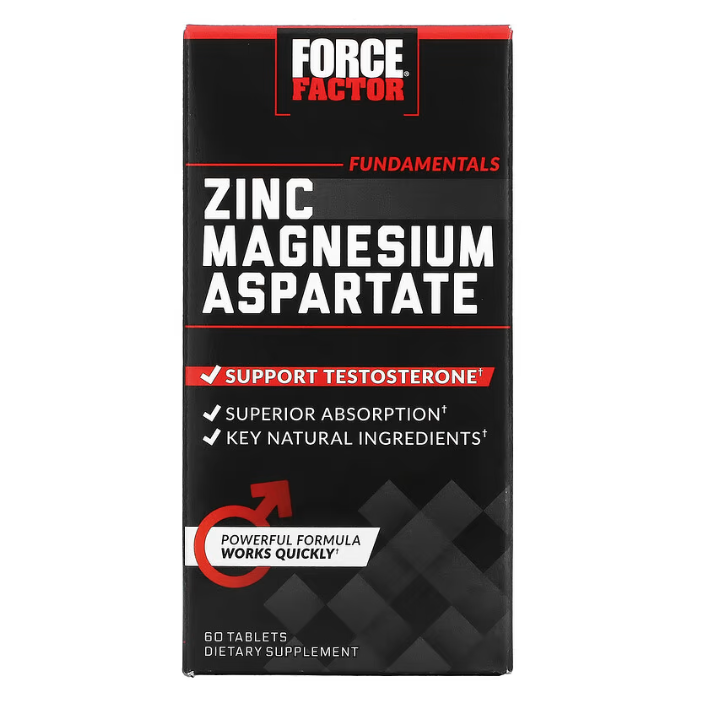 FORCE
FACTOR®
FUNDAMENTALS
ZINC
MAGNESIUM
ASPARTATE
SUPPORT TESTOSTERONE†
SUPERIOR ABSORPTION†
KEY NATURAL INGREDIENTS†
POWERFUL FORMULA
WORKS QUICKLY†
60 TABLETS
DIETARY SUPPLEMENT